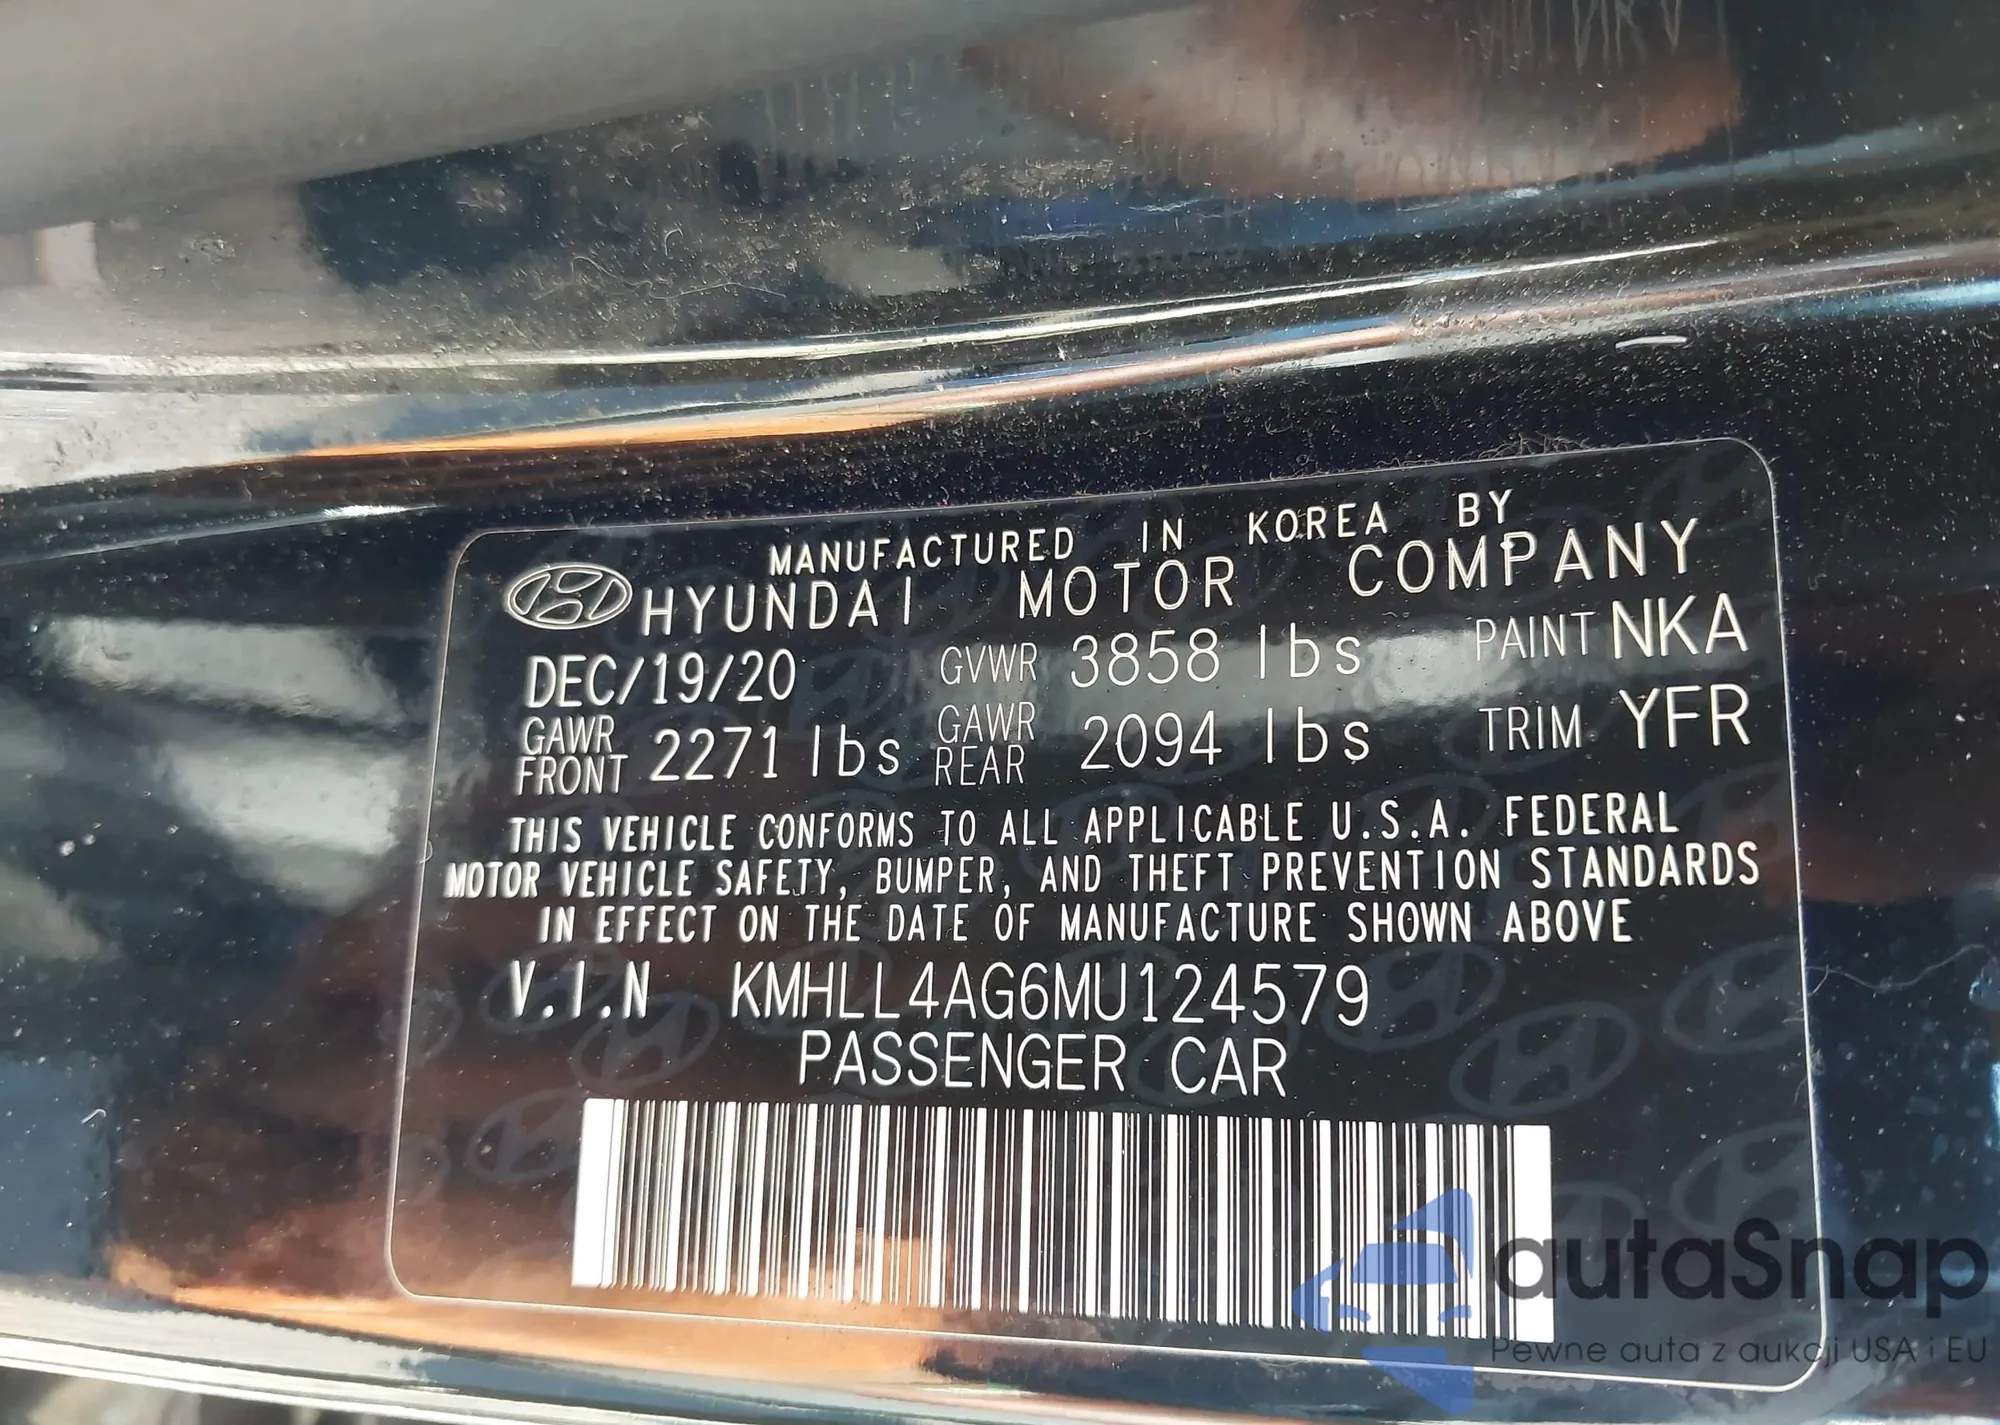 MANUFACTURED IN KOREA BY
HYUNDAI MOTOR COMPANY
DEC/19/20 GVWR 3858 lbs PAINT NKA
GAWR FRONT 2271 lbs GAWR REAR 2094 lbs TRIM YFR
THIS VEHICLE CONFORMS TO ALL APPLICABLE U.S.A. FEDERAL
MOTOR VEHICLE SAFETY, BUMPER, AND THEFT PREVENTION STANDARDS
IN EFFECT ON THE DATE OF MANUFACTURE SHOWN ABOVE
V.I.N KMHLL4AG6MU124579
PASSENGER CAR
autaSnap
Pewne auta z aukcji USA i EU